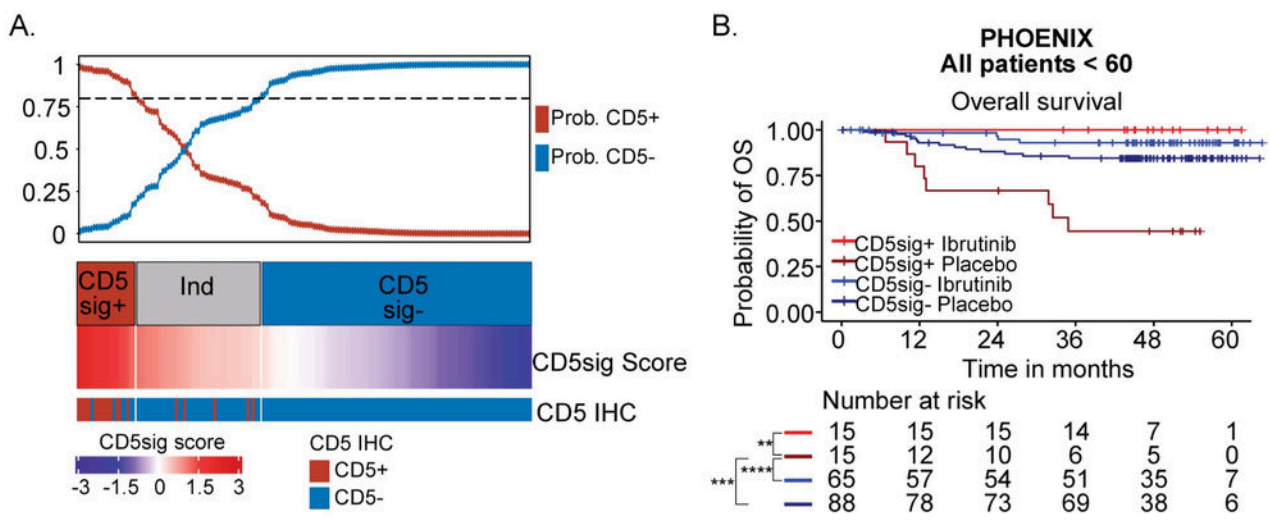 A.
1
0.75
0.5
0.25
0
Prob. CD5+
Prob. CD5-
CD5 sig+
Ind
CD5 sig-
CD5sig Score
CD5 IHC
CD5sig score
-3 -1.5 0 1.5 3
CD5 IHC
CD5+
CD5-
B.
PHOENIX
All patients < 60
Overall survival
Probability of OS
1.00
0.75
0.50
0.25
0.00
CD5sig+ Ibrutinib
CD5sig+ Placebo
CD5sig- Ibrutinib
CD5sig- Placebo
0 12 24 36 48 60
Time in months
Number at risk
** 15 15 15 14 7 1
15 12 10 6 5 0
*** **** 65 57 54 51 35 7
88 78 73 69 38 6